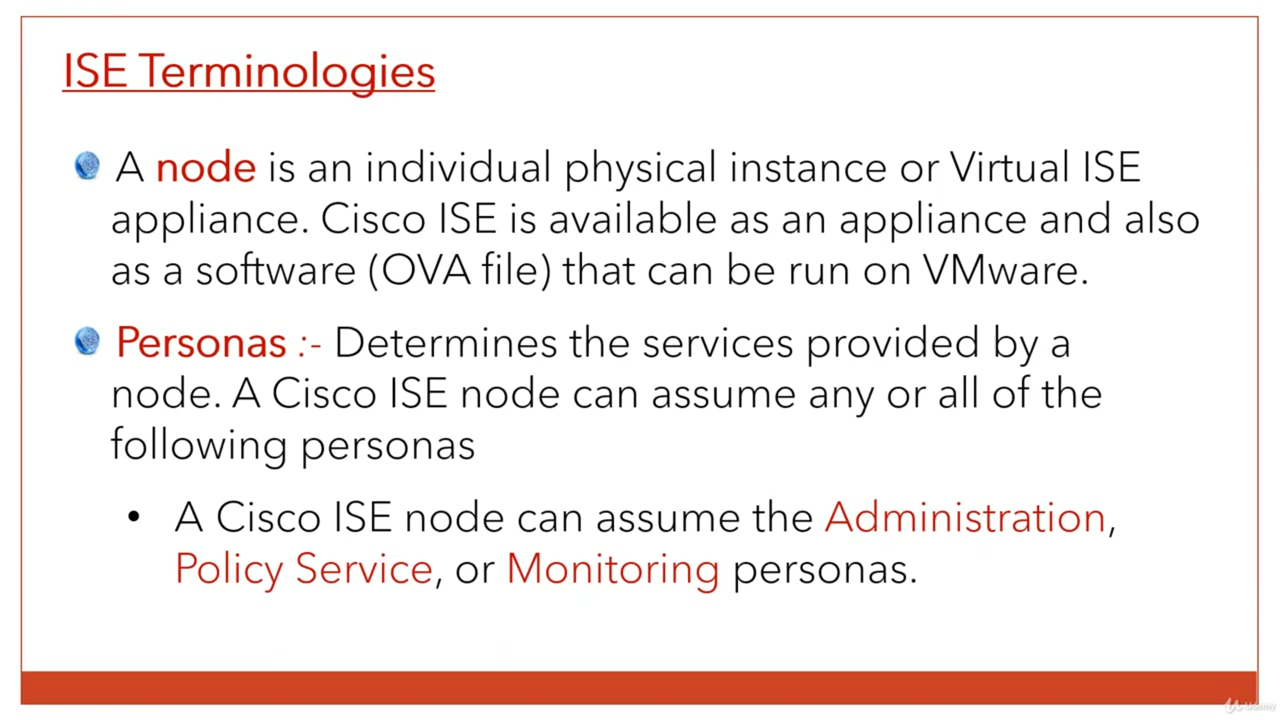 ISE Terminologies
A node is an individual physical instance or Virtual ISE
appliance. Cisco ISE is available as an appliance and also
as a software (OVA file) that can be run on VMware.
Personas :- Determines the services provided by a
node. A Cisco ISE node can assume any or all of the
following personas
• A Cisco ISE node can assume the Administration,
Policy Service, or Monitoring personas.
Udemy